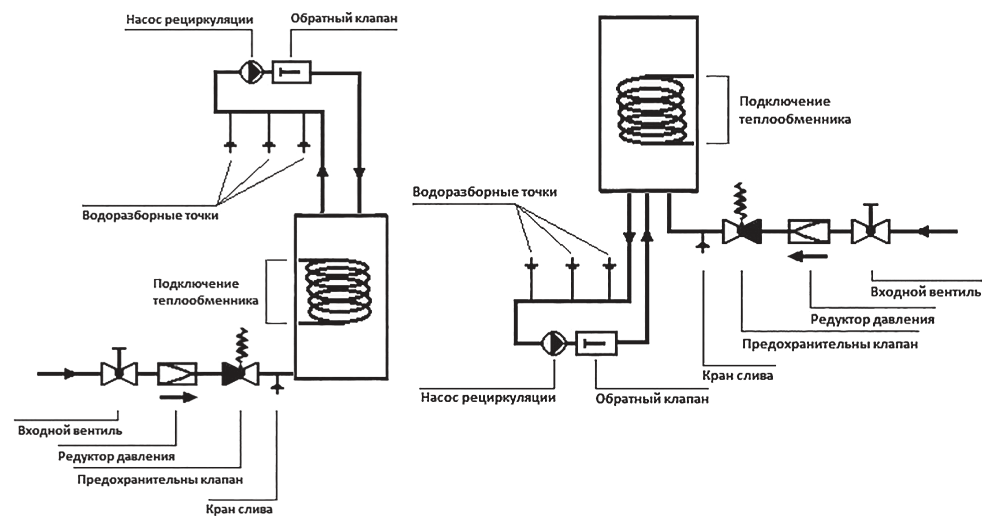 Насос рециркуляции
Обратный клапан
Водоразборные точки
Подключение
теплообменника
Входной вентиль
Редуктор давления
Предохранительны клапан
Кран слива
Подключение
теплообменника
Водоразборные точки
Входной вентиль
Редуктор давления
Предохранительны клапан
Кран слива
Насос рециркуляции
Обратный клапан